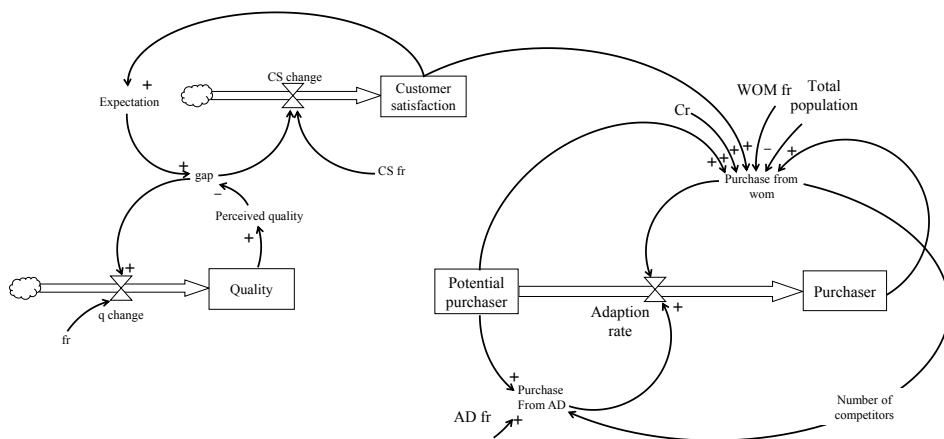 CS change
Customer
satisfaction
+
Expectation
WOM fr
Total
population
Cr
+
gap
−
CS fr
+ + + + − +
Purchase from
wom
Perceived quality
+
+
Quality
q change
fr
Potential
purchaser
Purchaser
Adaption
rate
+
+
Purchase
From AD
AD fr
+
Number of
competitors